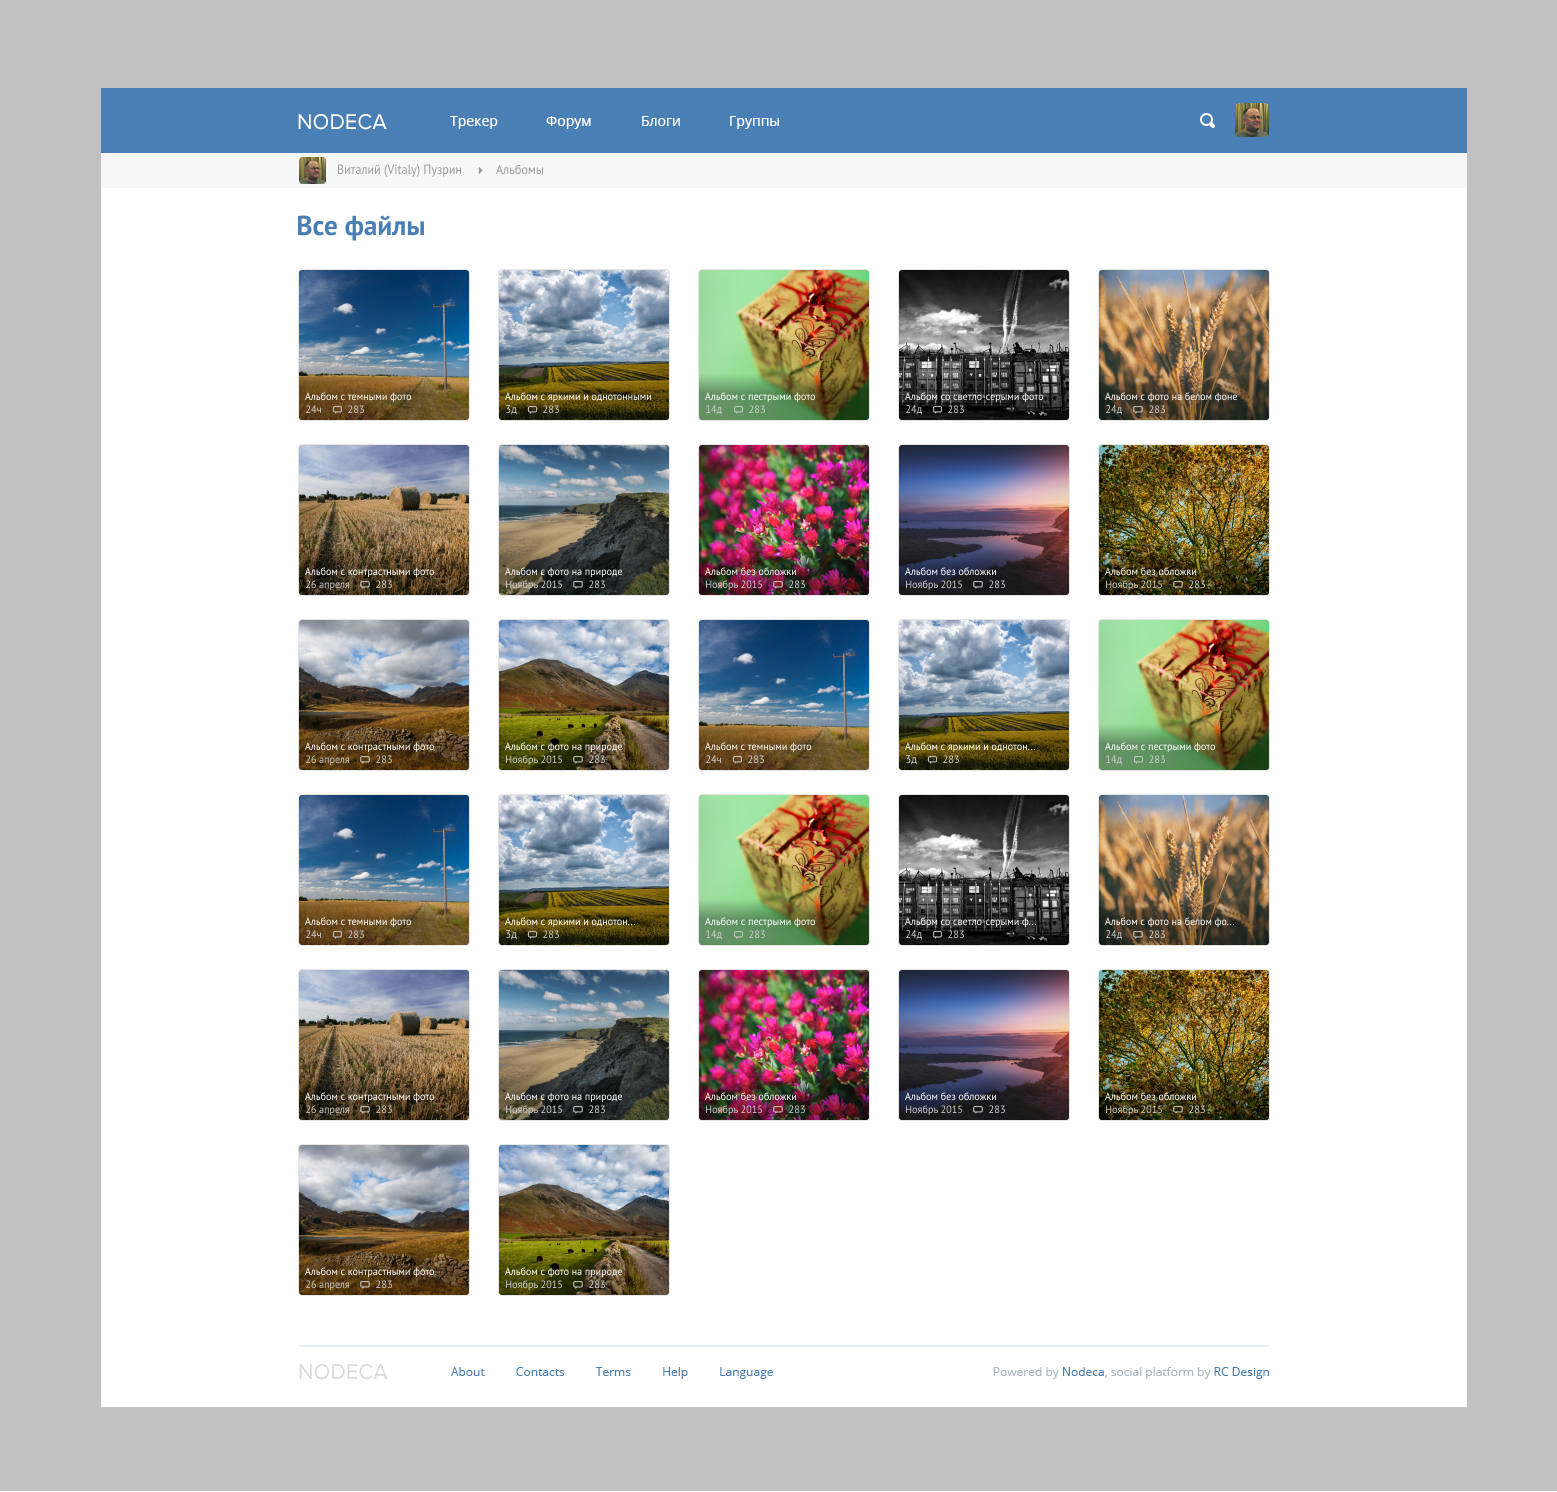 NODECA Трекер Форум Блоги Группы
Виталий (Vitaly) Пузрин Альбомы
Все файлы
Альбом с темными фото
24ч 283
Альбом с яркими и однотонными
3д 283
Альбом с пестрыми фото
14д 283
Альбом со светло-серыми фото
24д 283
Альбом с фото на белом фоне
24д 283
Альбом с контрастными фото
26 апреля 283
Альбом с фото на природе
Ноябрь 2015 283
Альбом без обложки
Ноябрь 2015 283
Альбом без обложки
Ноябрь 2015 283
Альбом без обложки
Ноябрь 2015 283
Альбом с контрастными фото
26 апреля 283
Альбом с фото на природе
Ноябрь 2015 283
Альбом с темными фото
24ч 283
Альбом с яркими и однотон...
3д 283
Альбом с пестрыми фото
14д 283
Альбом с темными фото
24ч 283
Альбом с яркими и однотон...
3д 283
Альбом с пестрыми фото
14д 283
Альбом со светло-серыми ф...
24д 283
Альбом с фото на белом фо...
24д 283
Альбом с контрастными фото
26 апреля 283
Альбом с фото на природе
Ноябрь 2015 283
Альбом без обложки
Ноябрь 2015 283
Альбом без обложки
Ноябрь 2015 283
Альбом без обложки
Ноябрь 2015 283
Альбом с контрастными фото
26 апреля 283
Альбом с фото на природе
Ноябрь 2015 283
NODECA About Contacts Terms Help Language Powered by Nodeca, social platform by RC Design